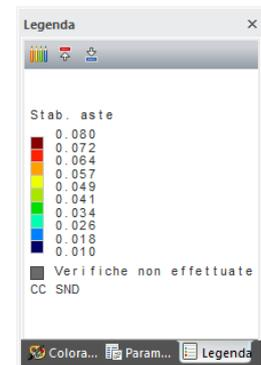 Legenda
Stab. aste
0.080
0.072
0.064
0.057
0.049
0.041
0.034
0.026
0.018
0.010
Verifiche non effettuate
CC SND
Colora... Param... Legenda